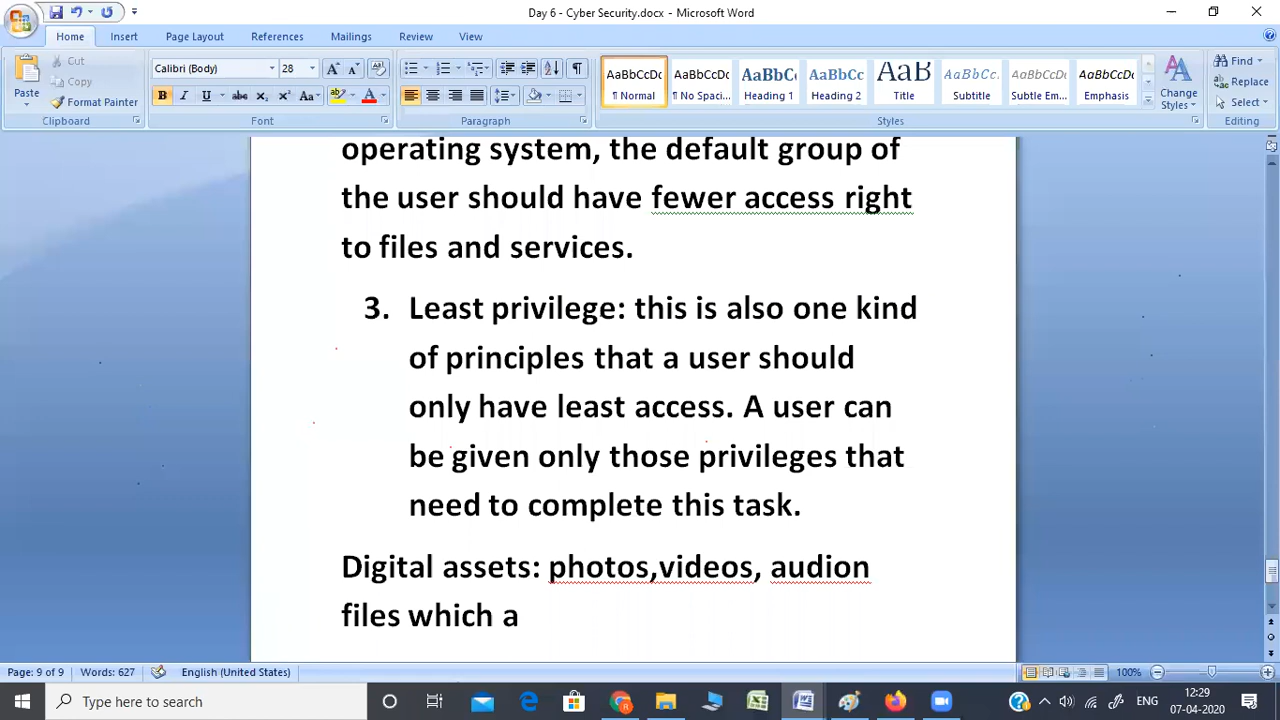 Day 6 - Cyber Security.docx - Microsoft Word
Home Insert Page Layout References Mailings Review View
Paste
Cut
Copy
Format Painter
Clipboard
Calibri (Body) 28
Font
Paragraph
AaBbCcDc AaBbCcDc AaBbC AaBbCc AaB AaBbCc. AaBbCcDc AaBbCcDc
¶ Normal ¶ No Spaci... Heading 1 Heading 2 Title Subtitle Subtle Em... Emphasis
Styles
Change
Styles
Find
Replace
Select
Editing
operating system, the default group of
the user should have fewer access right
to files and services.
3. Least privilege: this is also one kind
of principles that a user should
only have least access. A user can
be given only those privileges that
need to complete this task.
Digital assets: photos,videos, audion
files which a
Page: 9 of 9 Words: 627 English (United States) 100%
Type here to search
ENG
12:29
07-04-2020